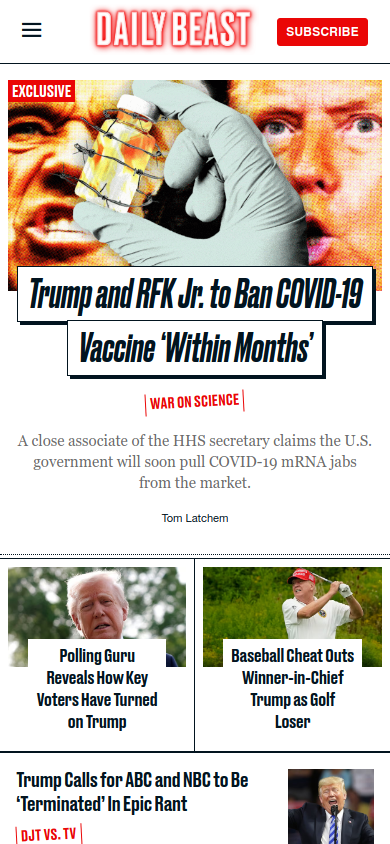 DAILY BEAST
SUBSCRIBE
EXCLUSIVE
Trump and RFK Jr. to Ban COVID-19
Vaccine ‘Within Months’
WAR ON SCIENCE
A close associate of the HHS secretary claims the U.S.
government will soon pull COVID-19 mRNA jabs
from the market.
Tom Latchem
Polling Guru
Reveals How Key
Voters Have Turned
on Trump
Baseball Cheat Outs
Winner-in-Chief
Trump as Golf
Loser
Trump Calls for ABC and NBC to Be
‘Terminated’ In Epic Rant
DJT VS. TV